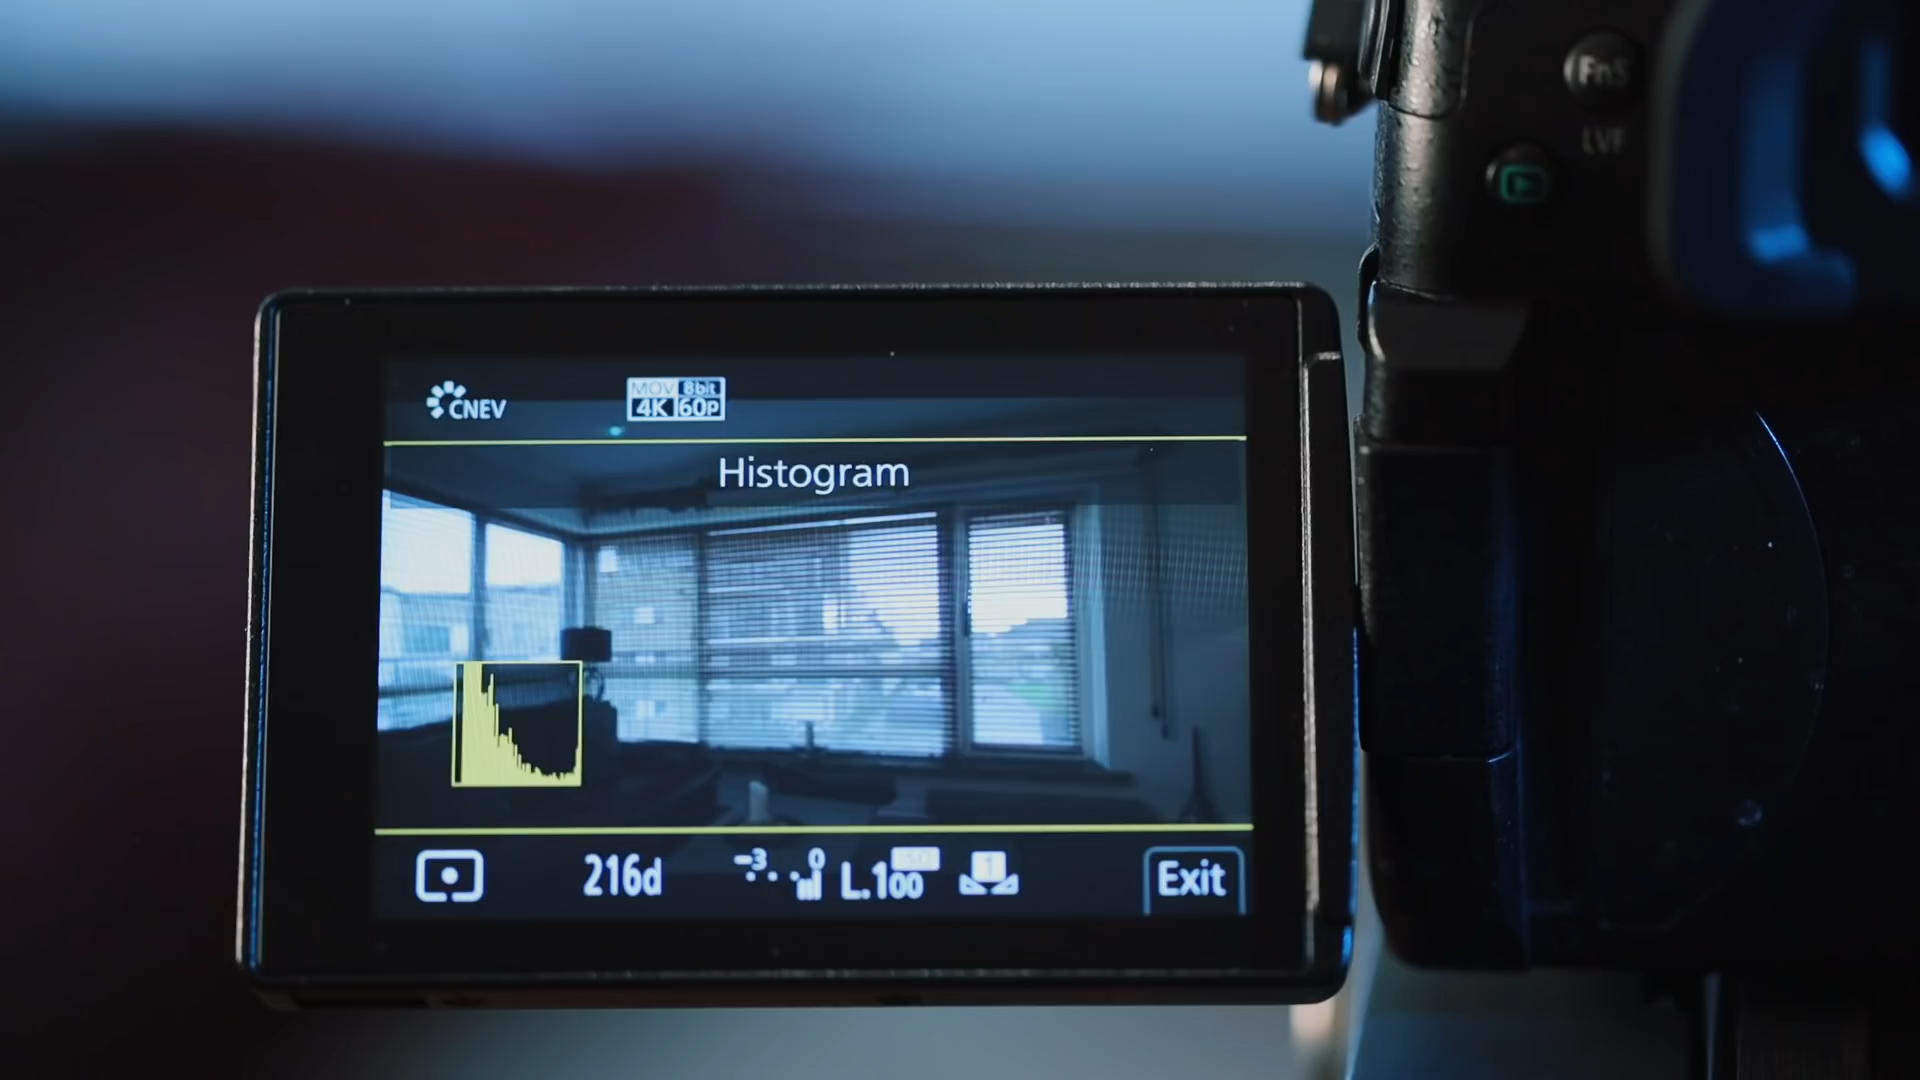 Fn5
LVF
CNEV
MOV 8bit
4K 60P
Histogram
216d
-3 0
L.100
ISO
1
Exit